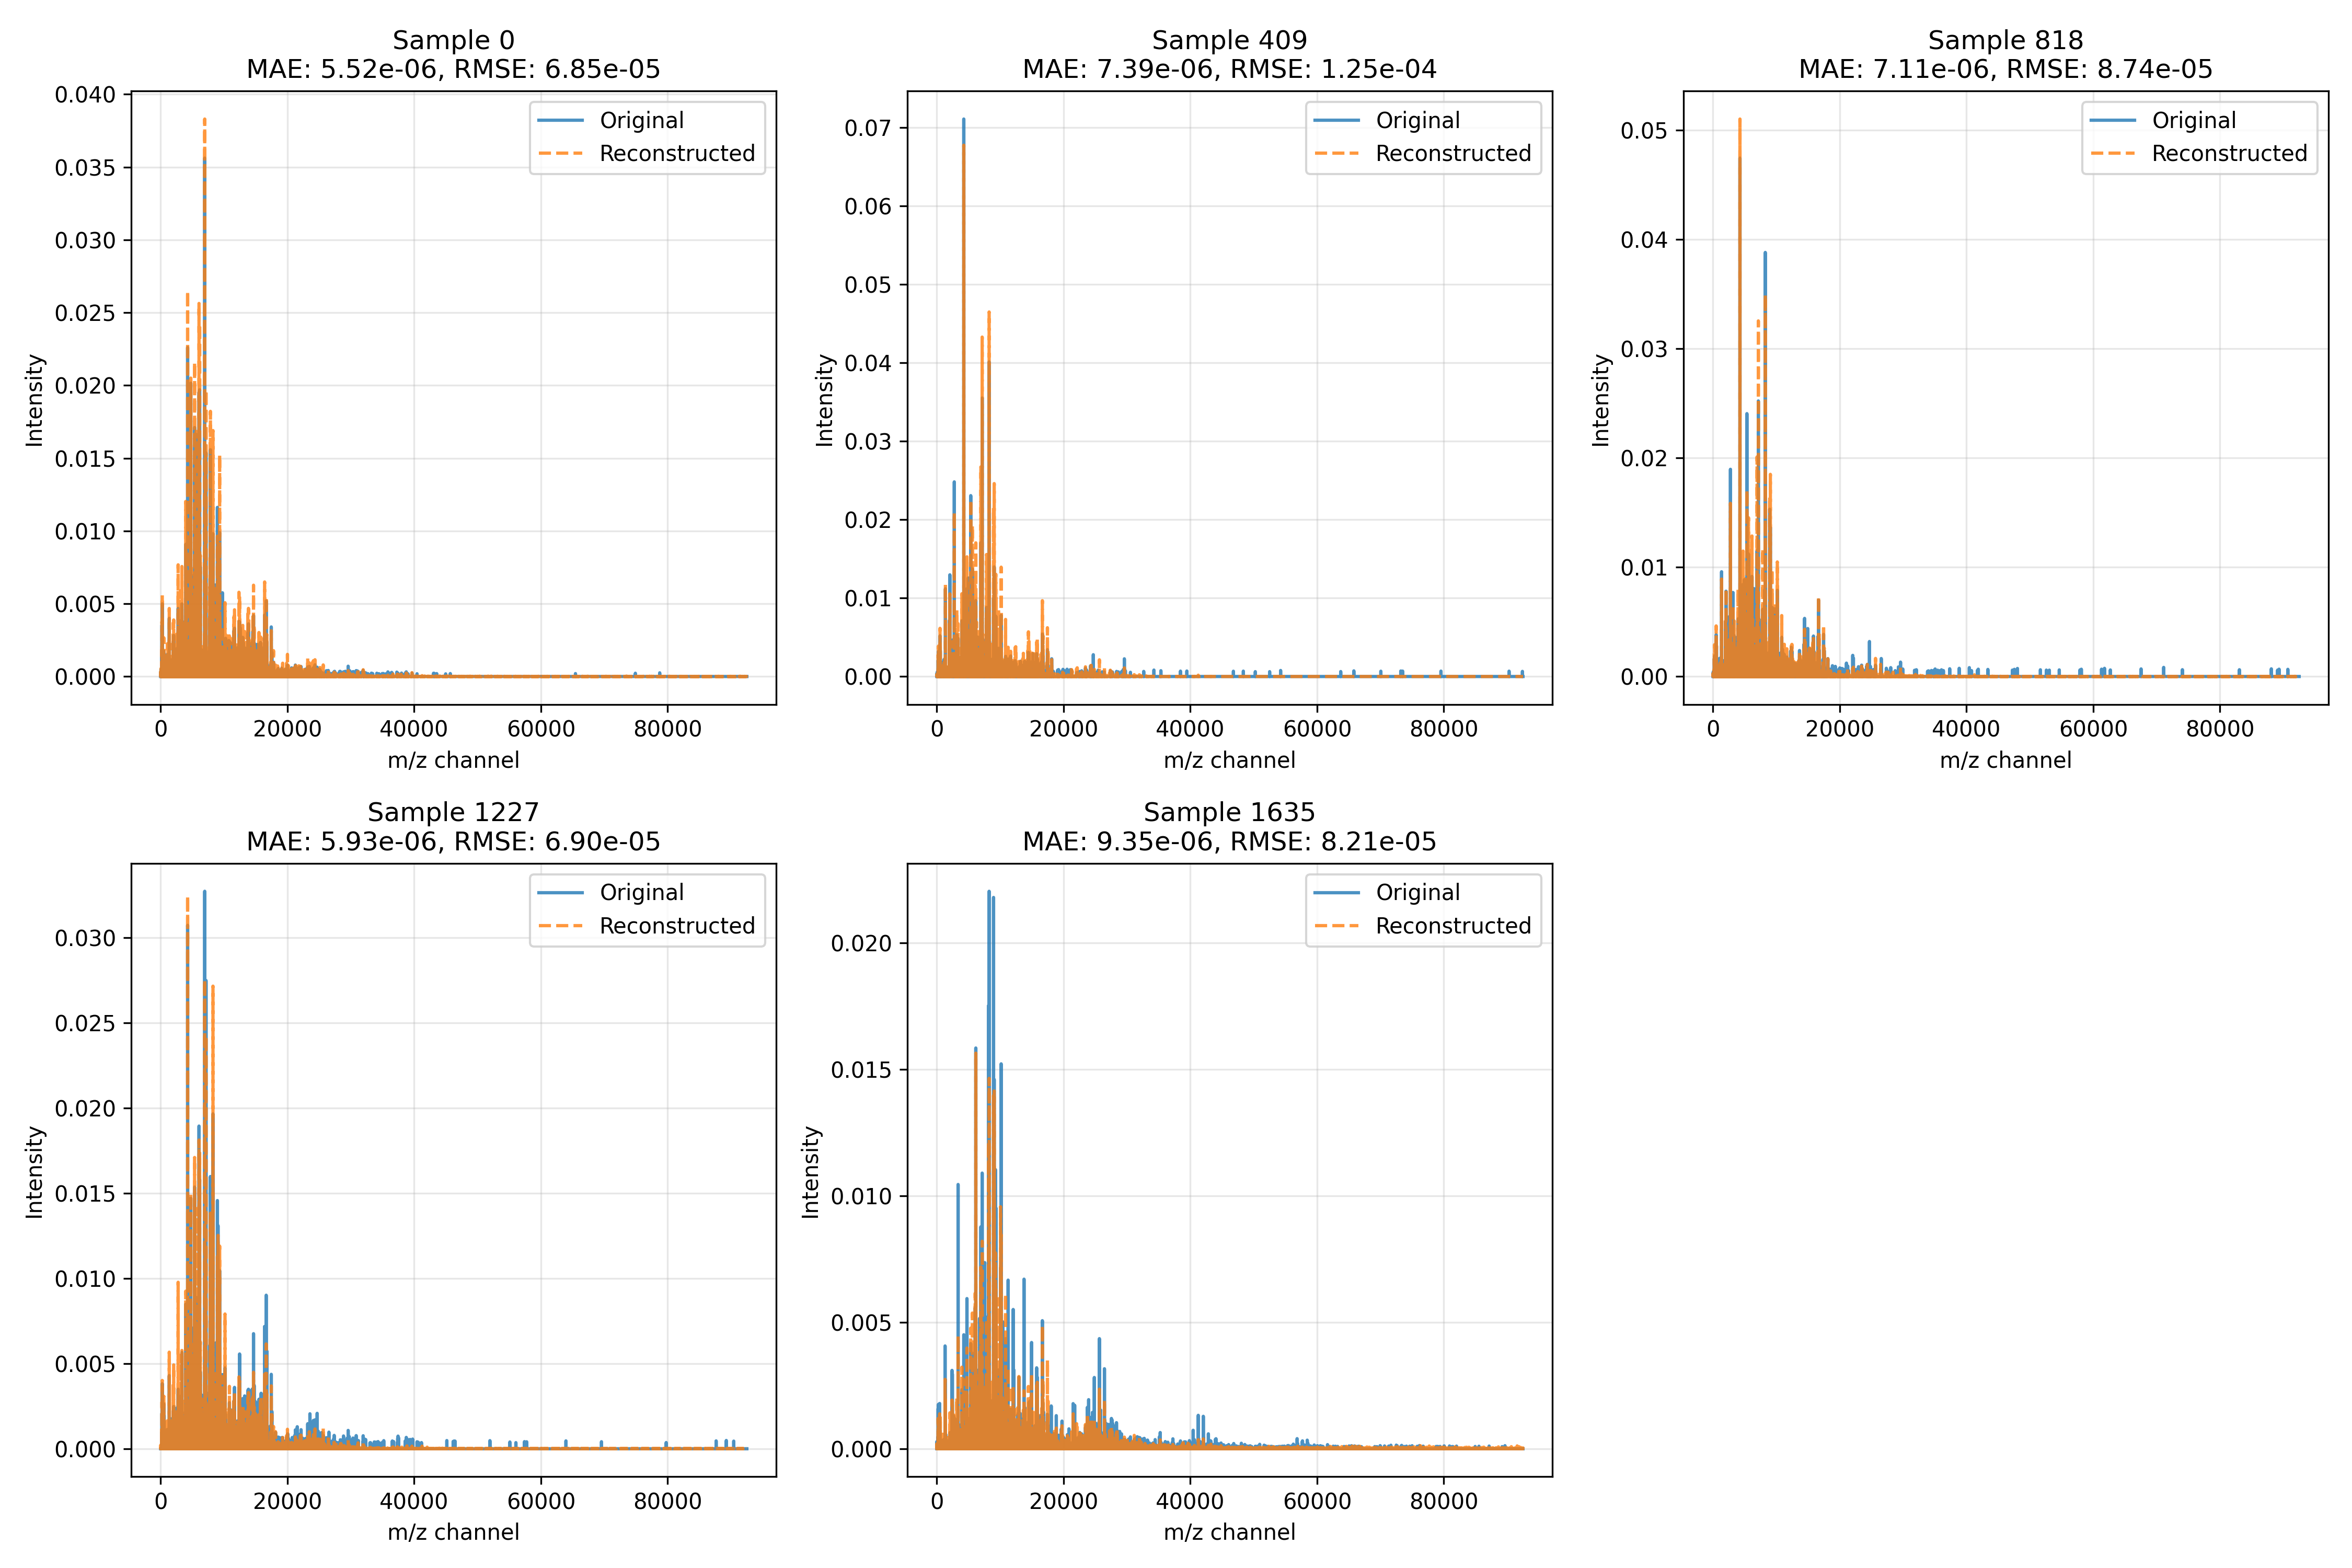 Sample 0
MAE: 5.52e-06, RMSE: 6.85e-05
0.040
0.035
0.030
0.025
0.020
0.015
0.010
0.005
0.000
Intensity
Original
Reconstructed
0 20000 40000 60000 80000
m/z channel
Sample 409
MAE: 7.39e-06, RMSE: 1.25e-04
0.07
0.06
0.05
0.04
0.03
0.02
0.01
0.00
Intensity
Original
Reconstructed
0 20000 40000 60000 80000
m/z channel
Sample 818
MAE: 7.11e-06, RMSE: 8.74e-05
0.05
0.04
0.03
0.02
0.01
0.00
Intensity
Original
Reconstructed
0 20000 40000 60000 80000
m/z channel
Sample 1227
MAE: 5.93e-06, RMSE: 6.90e-05
0.030
0.025
0.020
0.015
0.010
0.005
0.000
Intensity
Original
Reconstructed
0 20000 40000 60000 80000
m/z channel
Sample 1635
MAE: 9.35e-06, RMSE: 8.21e-05
0.020
0.015
0.010
0.005
0.000
Intensity
Original
Reconstructed
0 20000 40000 60000 80000
m/z channel